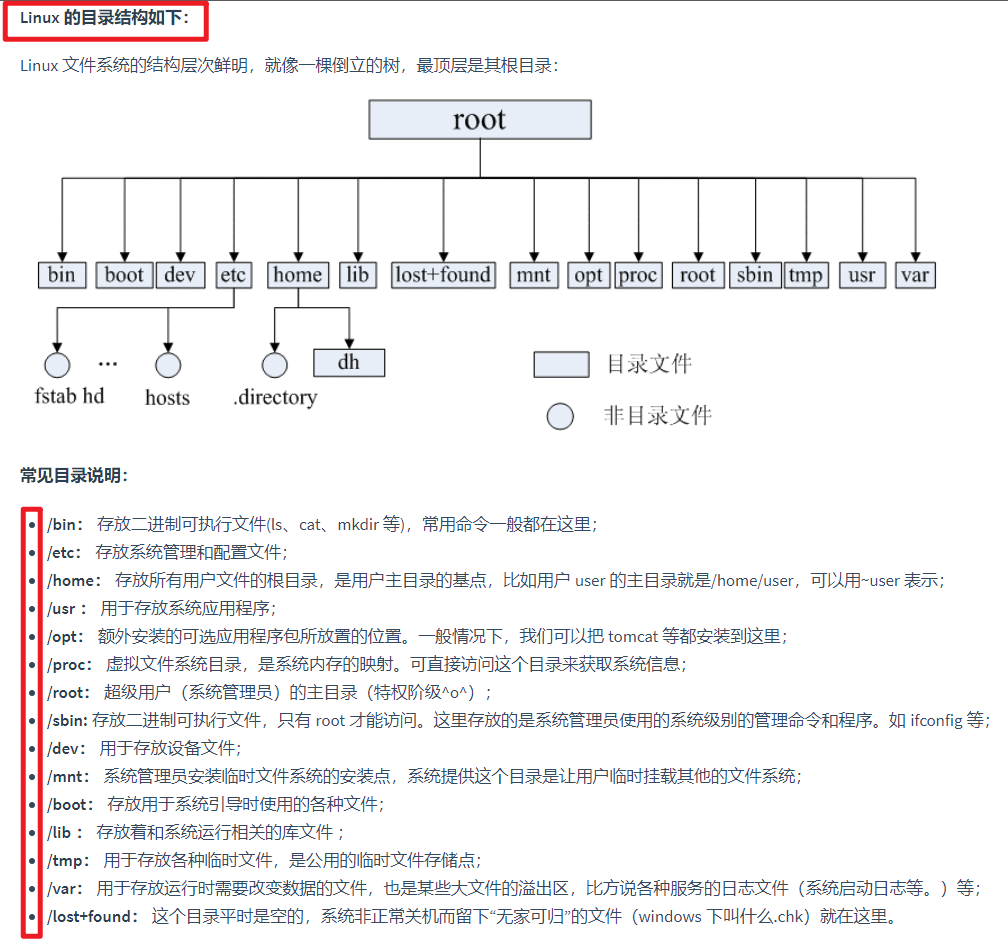 Linux 的目录结构如下：
Linux 文件系统的结构层次鲜明，就像一棵倒立的树，最顶层是其根目录：
root
bin boot dev etc home lib lost+found mnt opt proc root sbin tmp usr var
dh
目录文件
fstab hd ... hosts .directory
非目录文件
常见目录说明：
• /bin： 存放二进制可执行文件(ls、cat、mkdir 等)，常用命令一般都在这里；
• /etc： 存放系统管理和配置文件；
• /home： 存放所有用户文件的根目录，是用户主目录的基点，比如用户 user 的主目录就是/home/user，可以用~user 表示；
• /usr ： 用于存放系统应用程序；
• /opt： 额外安装的可选应用程序包所放置的位置。一般情况下，我们可以把 tomcat 等都安装到这里；
• /proc： 虚拟文件系统目录，是系统内存的映射。可直接访问这个目录来获取系统信息；
• /root： 超级用户（系统管理员）的主目录（特权阶级^o^）；
• /sbin: 存放二进制可执行文件，只有 root 才能访问。这里存放的是系统管理员使用的系统级别的管理命令和程序。如 ifconfig 等；
• /dev： 用于存放设备文件；
• /mnt： 系统管理员安装临时文件系统的安装点，系统提供这个目录是让用户临时挂载其他的文件系统；
• /boot： 存放用于系统引导时使用的各种文件；
• /lib ： 存放着和系统运行相关的库文件 ；
• /tmp： 用于存放各种临时文件，是公用的临时文件存储点；
• /var： 用于存放运行时需要改变数据的文件，也是某些大文件的溢出区，比方说各种服务的日志文件（系统启动日志等。）等；
• /lost+found： 这个目录平时是空的，系统非正常关机而留下“无家可归”的文件（windows 下叫什么.chk）就在这里。